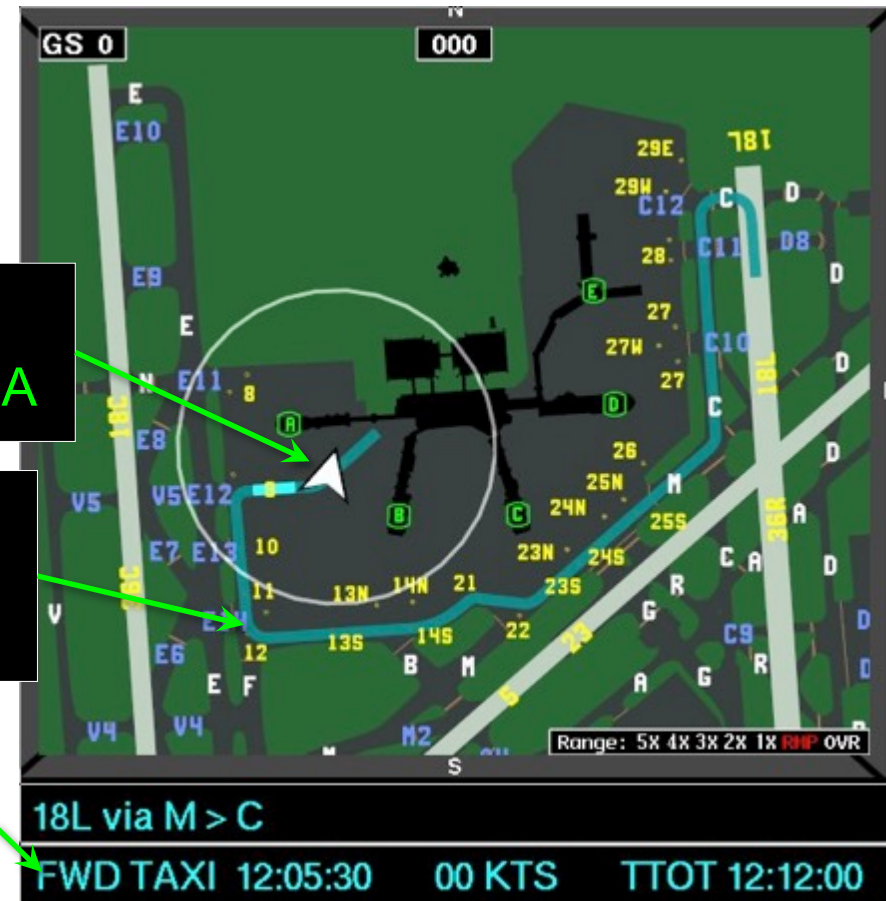 N
GS 0
000
E
E10
18L
29E
29W
C12
C
D
28
C11
D8
E9
D
E
E
27
27W
C10
D
N
E11
8
27
18L
18C
A
D
C
A
E8
26
D
V5
V5
E12
9
M
25N
B
C
24N
25S
36R
A
E7
E13
10
23N
24S
C
A
D
36C
11
13N
14N
21
23S
R
V
G
E14
13S
14S
22
23
C9
E6
12
B
M
R
E
F
A
G
5
V4
V4
M2
Range: 5X 4X 3X 2X 1X RMP OVR
S
18L via M > C
FWD TAXI 12:05:30 00 KTS TTOT 12:12:00